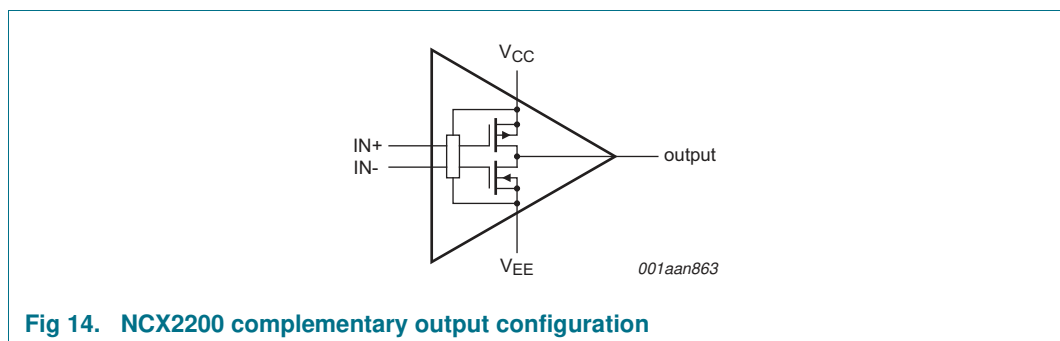 VCC
IN+
IN-
output
VEE
001aan863
Fig 14. NCX2200 complementary output configuration